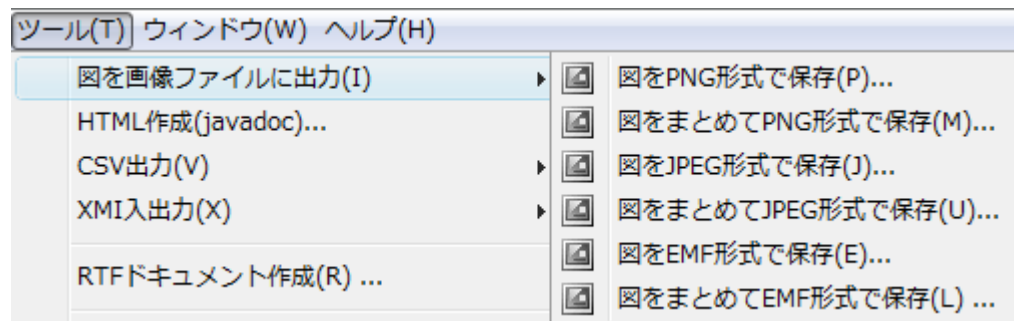 ツール(T) ウィンドウ(W) ヘルプ(H)
図を画像ファイルに出力(I)
HTML作成(javadoc)...
CSV出力(V)
XMI入出力(X)
RTFドキュメント作成(R) ...
図をPNG形式で保存(P)...
図をまとめてPNG形式で保存(M)...
図をJPEG形式で保存(J)...
図をまとめてJPEG形式で保存(U)...
図をEMF形式で保存(E)...
図をまとめてEMF形式で保存(L) ...